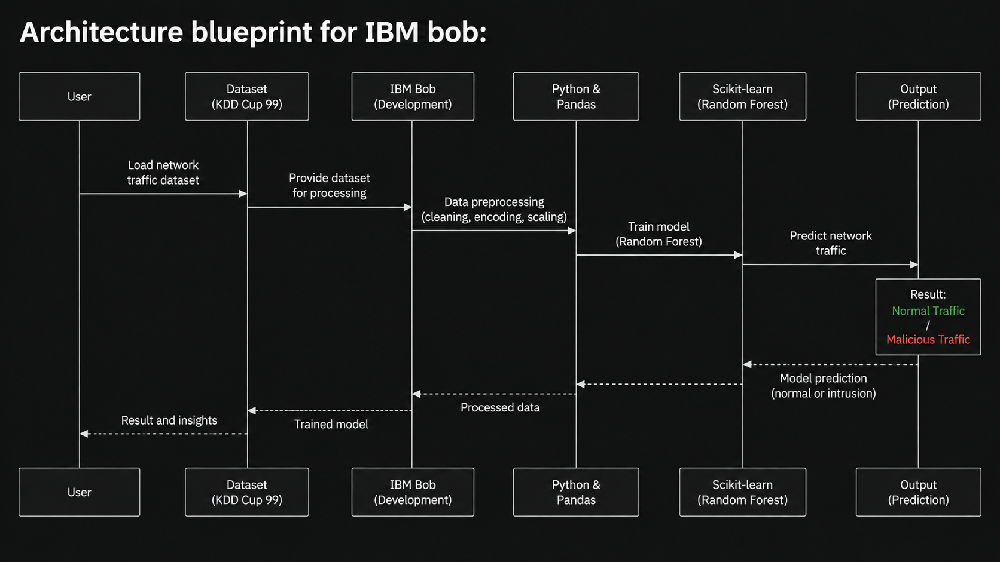 Architecture blueprint for IBM bob:
User
Dataset
(KDD Cup 99)
IBM Bob
(Development)
Python &
Pandas
Scikit-learn
(Random Forest)
Output
(Prediction)
Load network
traffic dataset
Provide dataset
for processing
Data preprocessing
(cleaning, encoding, scaling)
Train model
(Random Forest)
Predict network
traffic
Result:
Normal Traffic
/
Malicious Traffic
Model prediction
(normal or intrusion)
Processed data
Trained model
Result and insights
User
Dataset
(KDD Cup 99)
IBM Bob
(Development)
Python &
Pandas
Scikit-learn
(Random Forest)
Output
(Prediction)